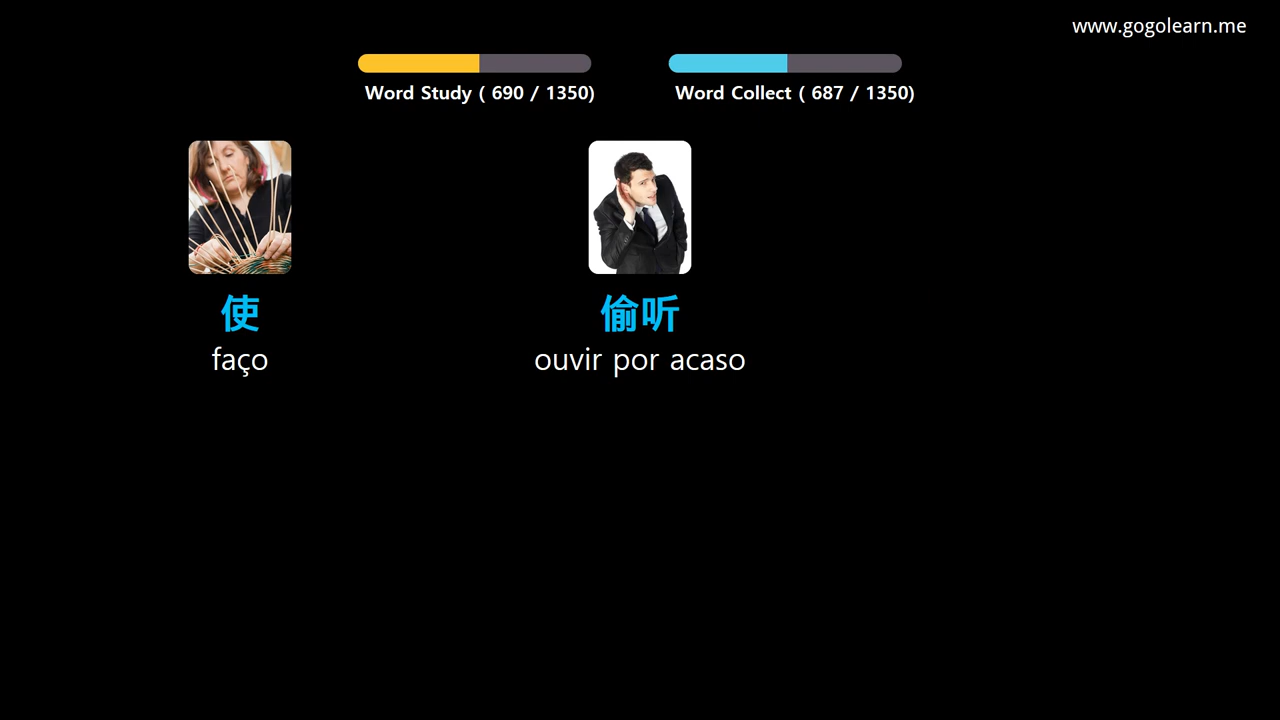 www.gogolearn.me
Word Study ( 690 / 1350)
Word Collect ( 687 / 1350)
使
偷听
faço
ouvir por acaso